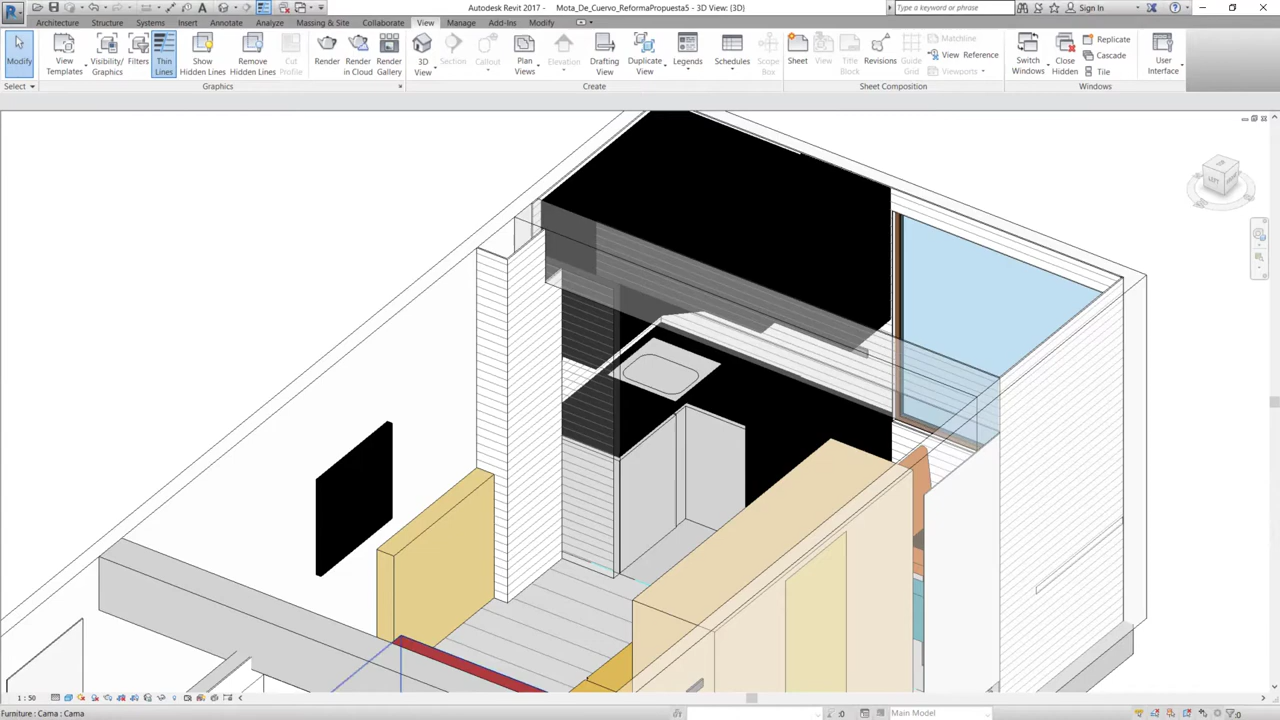 Autodesk Revit 2017 - Mota_De_Cuervo_ReformaPropuesta5 - 3D View: {3D}
Type a keyword or phrase
Sign In
Architecture Structure Systems Insert Annotate Analyze Massing & Site Collaborate View Manage Add-Ins Modify
Modify
View Templates
Visibility/ Graphics
Filters
Thin Lines
Show Hidden Lines
Remove Hidden Lines
Cut Profile
Render
Render in Cloud
Render Gallery
3D View
Section
Callout
Plan Views
Elevation
Drafting View
Duplicate View
Legends
Schedules
Scope Box
Sheet
View
Title Block
Revisions
Guide Grid
Matchline
View Reference
Viewports
Switch Windows
Close Hidden
Replicate
Cascade
Tile
User Interface
Select
Graphics
Create
Sheet Composition
Windows
TOP
LEFT
1 : 50
Furniture : Cama : Cama
:0
Main Model
:0